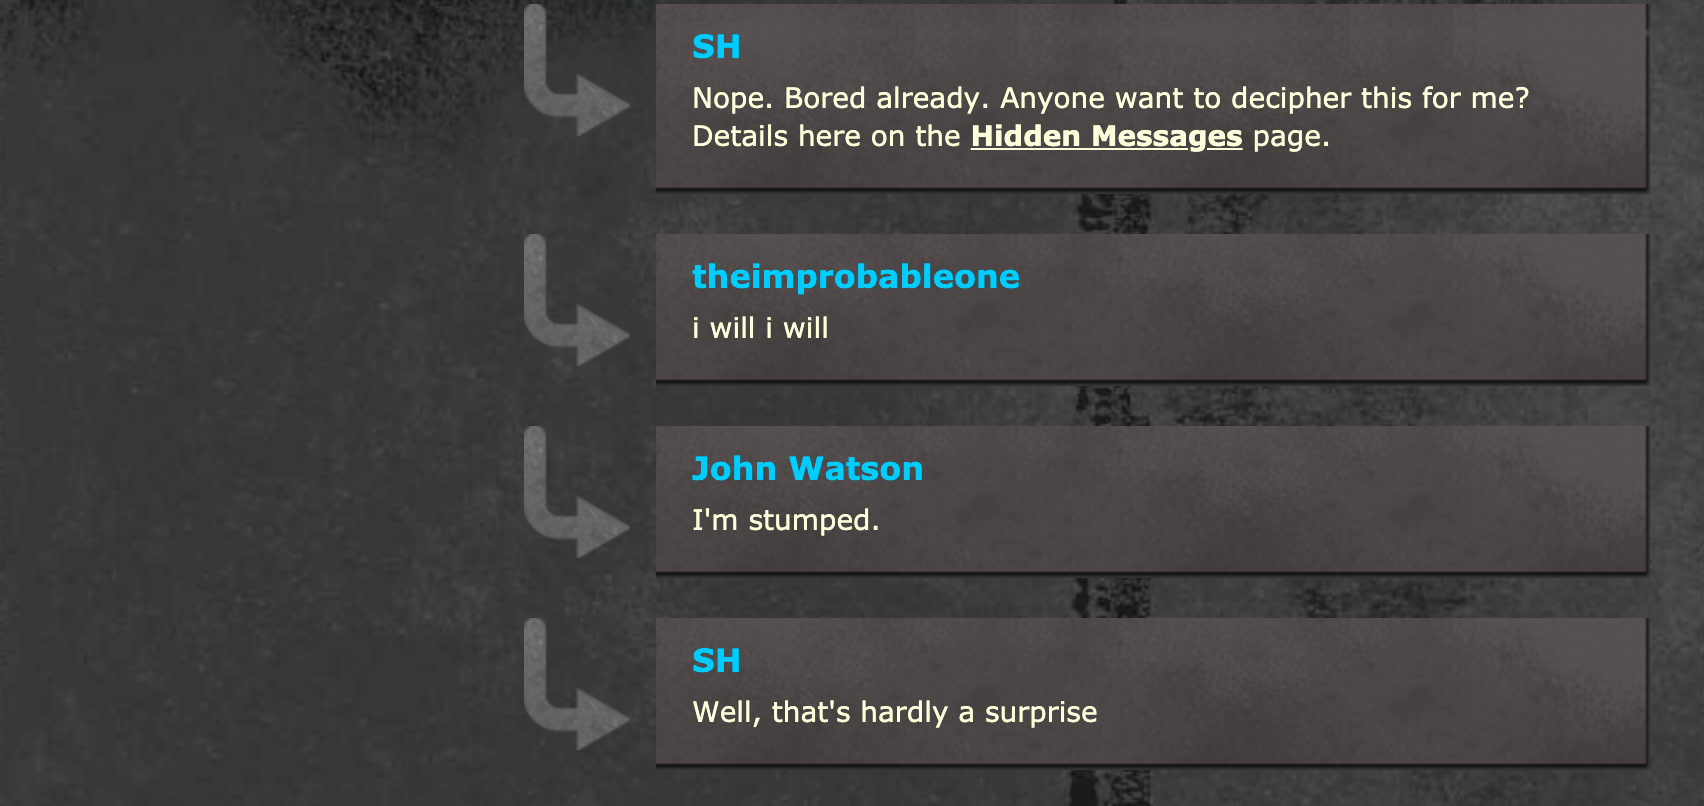 SH
Nope. Bored already. Anyone want to decipher this for me?
Details here on the Hidden Messages page.
theimprobableone
i will i will
John Watson
I'm stumped.
SH
Well, that's hardly a surprise